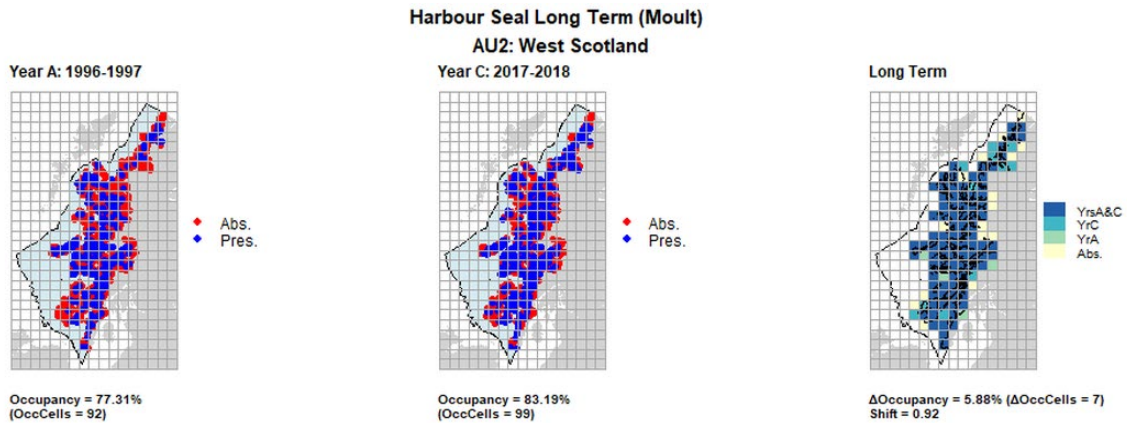 Harbour Seal Long Term (Moult)
AU2: West Scotland
Year A: 1996-1997
Abs.
Pres.
Occupancy = 77.31%
(OccCells = 92)
Year C: 2017-2018
Abs.
Pres.
Occupancy = 83.19%
(OccCells = 99)
Long Term
YrsA&C
YrC
YrA
Abs.
ΔOccupancy = 5.88% (ΔOccCells = 7)
Shift = 0.92